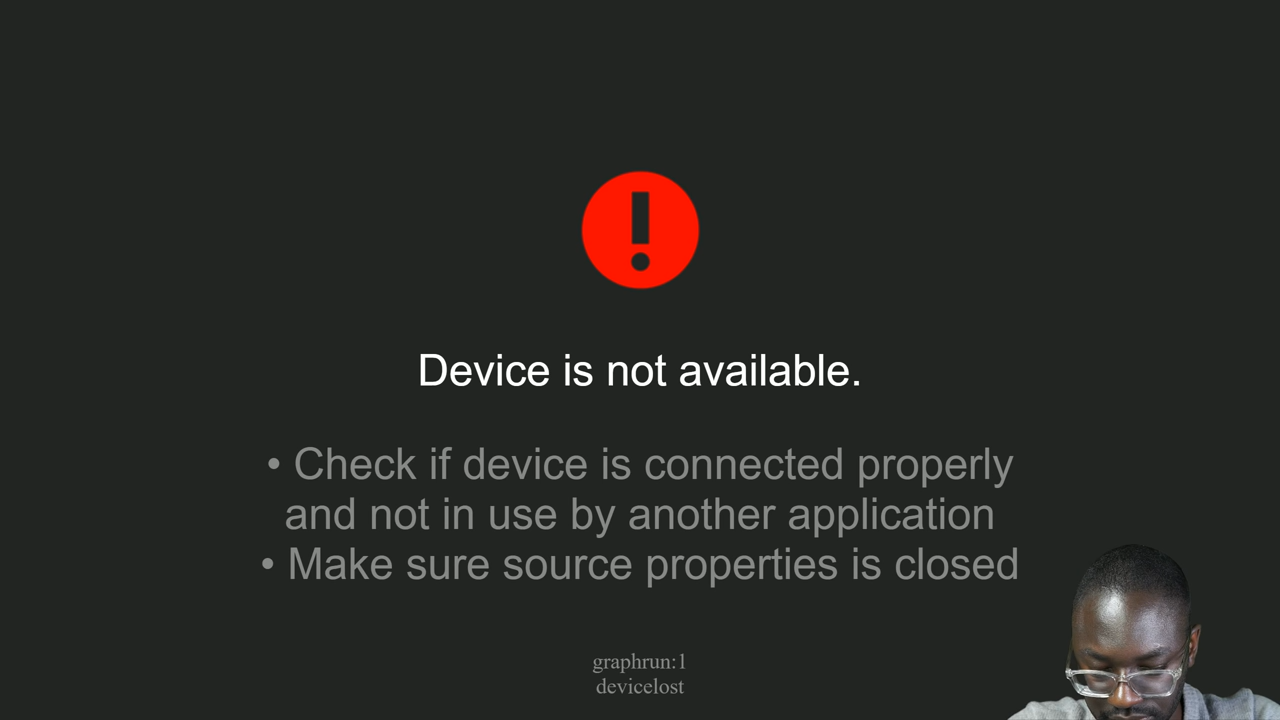 Device is not available.
• Check if device is connected properly
and not in use by another application
• Make sure source properties is closed
graphrun:1
devicelost